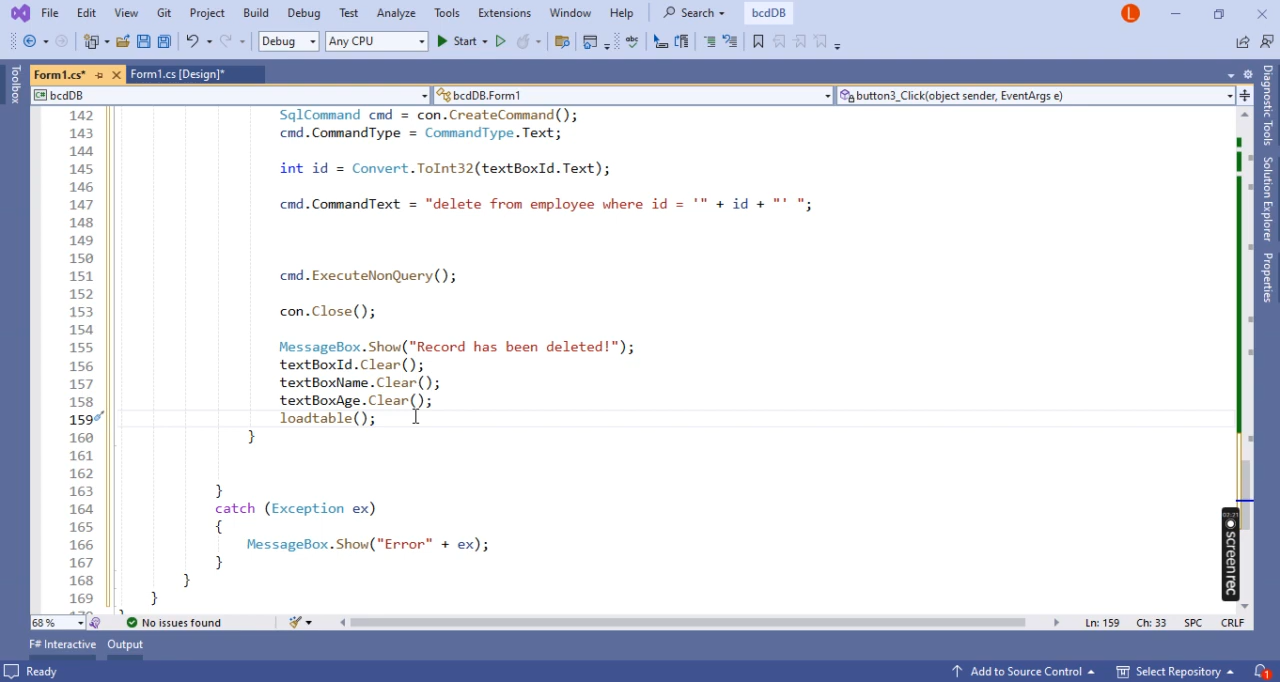 File Edit View Git Project Build Debug Test Analyze Tools Extensions Window Help Search bcdDB L
Debug Any CPU Start
Form1.cs* Form1.cs [Design]*
bcdDB bcdDB.Form1 button3_Click(object sender, EventArgs e)
Toolbox
142 SqlCommand cmd = con.CreateCommand();
143 cmd.CommandType = CommandType.Text;
144
145 int id = Convert.ToInt32(textBoxId.Text);
146
147 cmd.CommandText = "delete from employee where id = '" + id + "' ";
148
149
150
151 cmd.ExecuteNonQuery();
152
153 con.Close();
154
155 MessageBox.Show("Record has been deleted!");
156 textBoxId.Clear();
157 textBoxName.Clear();
158 textBoxAge.Clear();
159 loadtable();
160 }
161
162
163 }
164 catch (Exception ex)
165 {
166 MessageBox.Show("Error" + ex);
167 }
168 }
169 }
Diagnostic Tools
Solution Explorer
Properties
screenrec
68 % No issues found Ln: 159 Ch: 33 SPC CRLF
F# Interactive Output
Ready Add to Source Control Select Repository 1